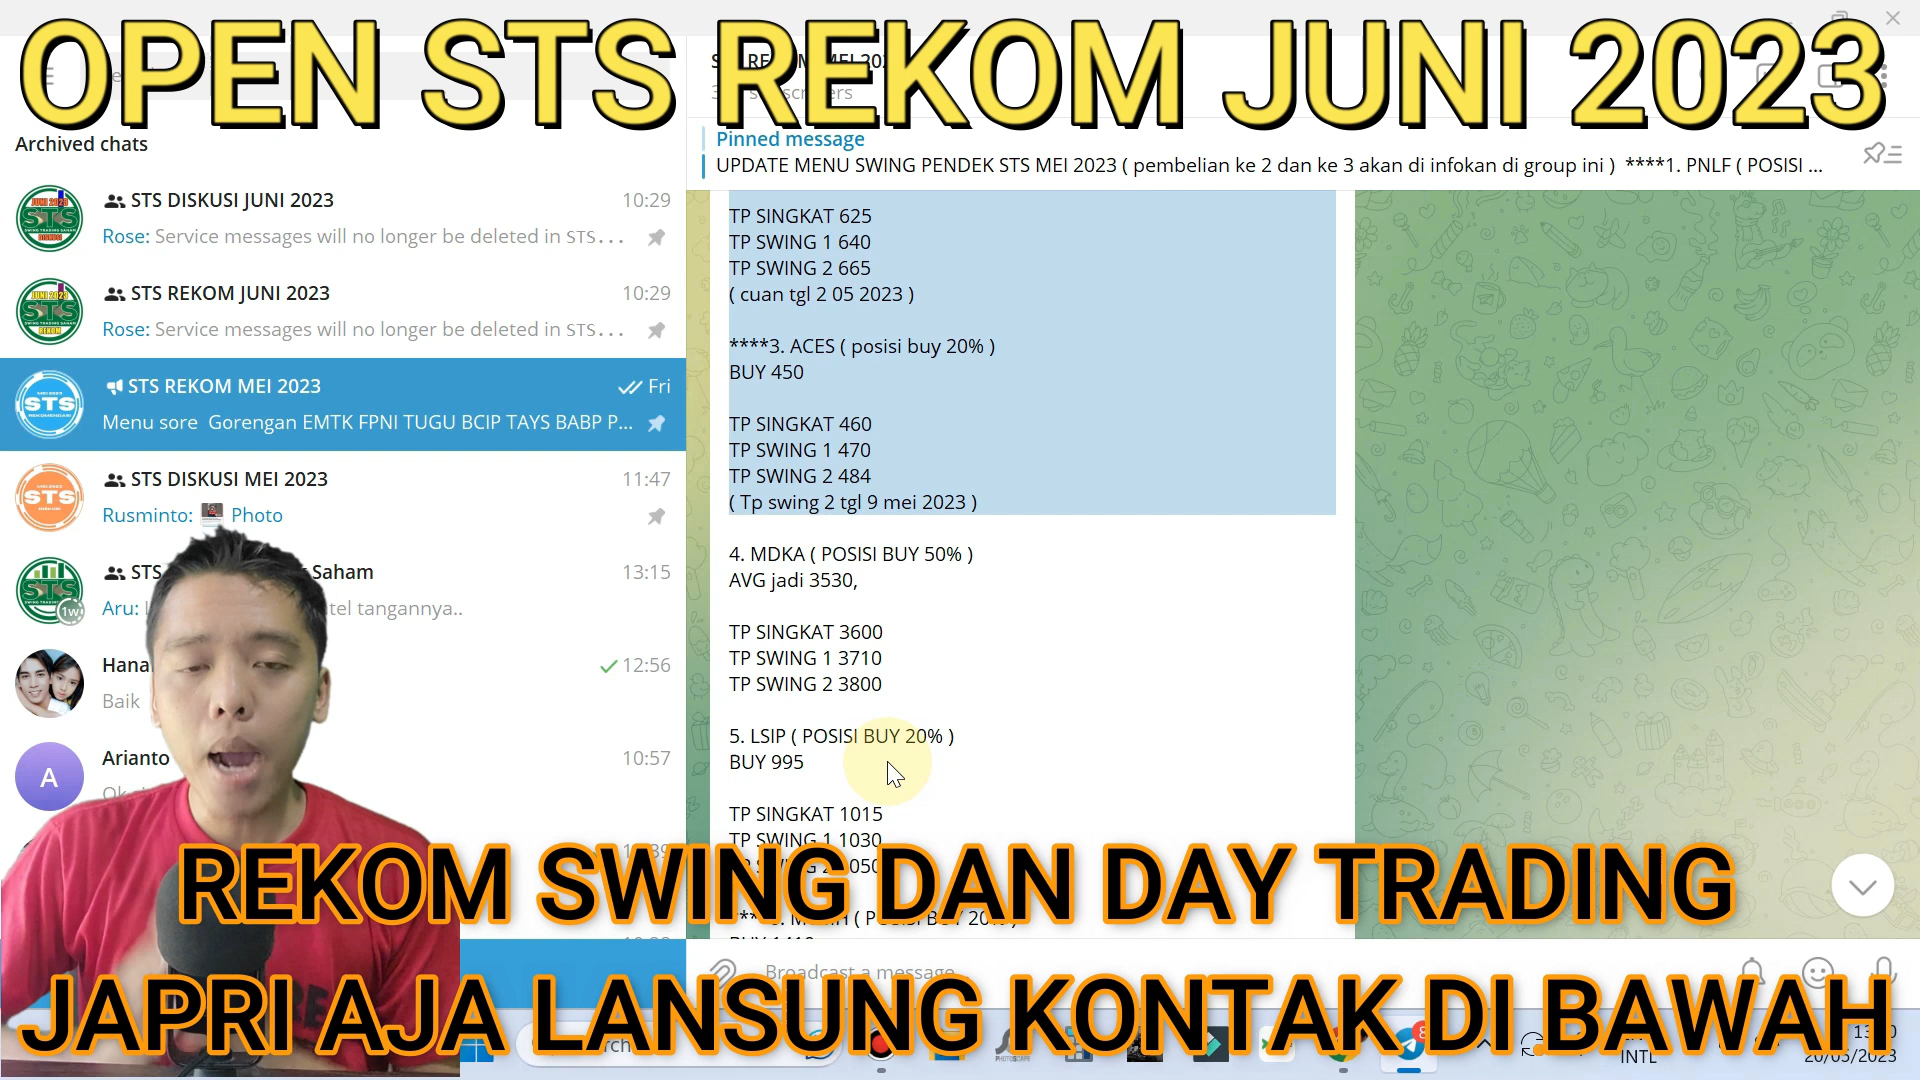 OPEN STS REKOM JUNI 2023
Archived chats
STS DISKUSI JUNI 2023 10:29
Rose: Service messages will no longer be deleted in STS...
STS REKOM JUNI 2023 10:29
Rose: Service messages will no longer be deleted in STS...
STS REKOM MEI 2023 Fri
Menu sore Gorengan EMTK FPNI TUGU BCIP TAYS BABP P...
STS DISKUSI MEI 2023 11:47
Rusminto: Photo
STS Saham 13:15
Aru: tel tangannya..
1w
Hana 12:56
Baik
A
Arianto 10:57
Pinned message
UPDATE MENU SWING PENDEK STS MEI 2023 ( pembelian ke 2 dan ke 3 akan di infokan di group ini ) ****1. PNLF ( POSISI ...
TP SINGKAT 625
TP SWING 1 640
TP SWING 2 665
( cuan tgl 2 05 2023 )
****3. ACES ( posisi buy 20% )
BUY 450
TP SINGKAT 460
TP SWING 1 470
TP SWING 2 484
( Tp swing 2 tgl 9 mei 2023 )
4. MDKA ( POSISI BUY 50% )
AVG jadi 3530,
TP SINGKAT 3600
TP SWING 1 3710
TP SWING 2 3800
5. LSIP ( POSISI BUY 20% )
BUY 995
TP SINGKAT 1015
TP SWING 1 1030
REKOM SWING DAN DAY TRADING
Broadcast a message...
JAPRI AJA LANSUNG KONTAK DI BAWAH
INTL